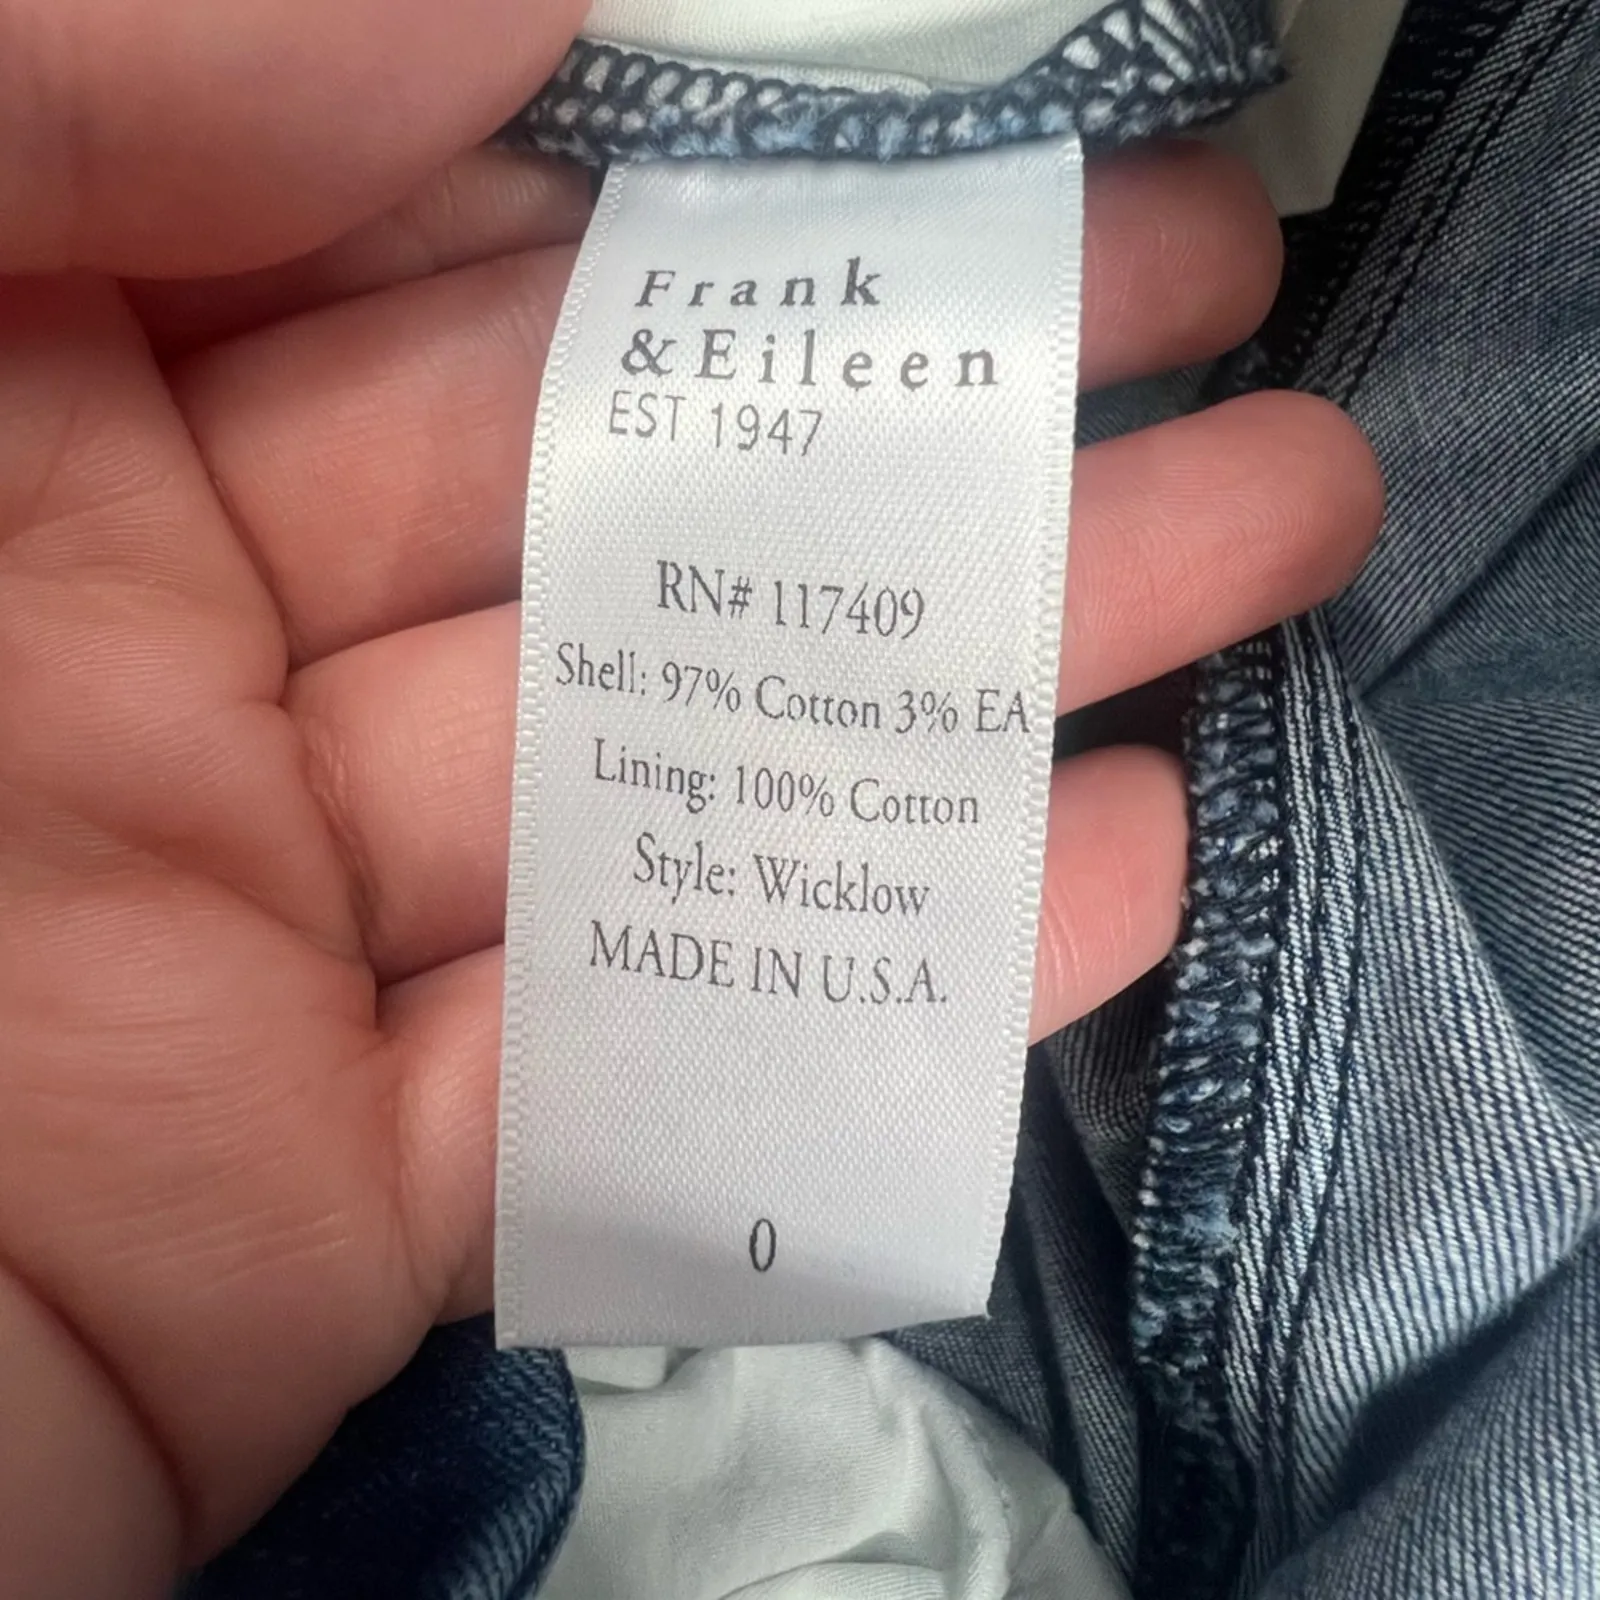 Frank
& Eileen
EST 1947
RN# 117409
Shell: 97% Cotton 3% EA
Lining: 100% Cotton
Style: Wicklow
MADE IN U.S.A.
0